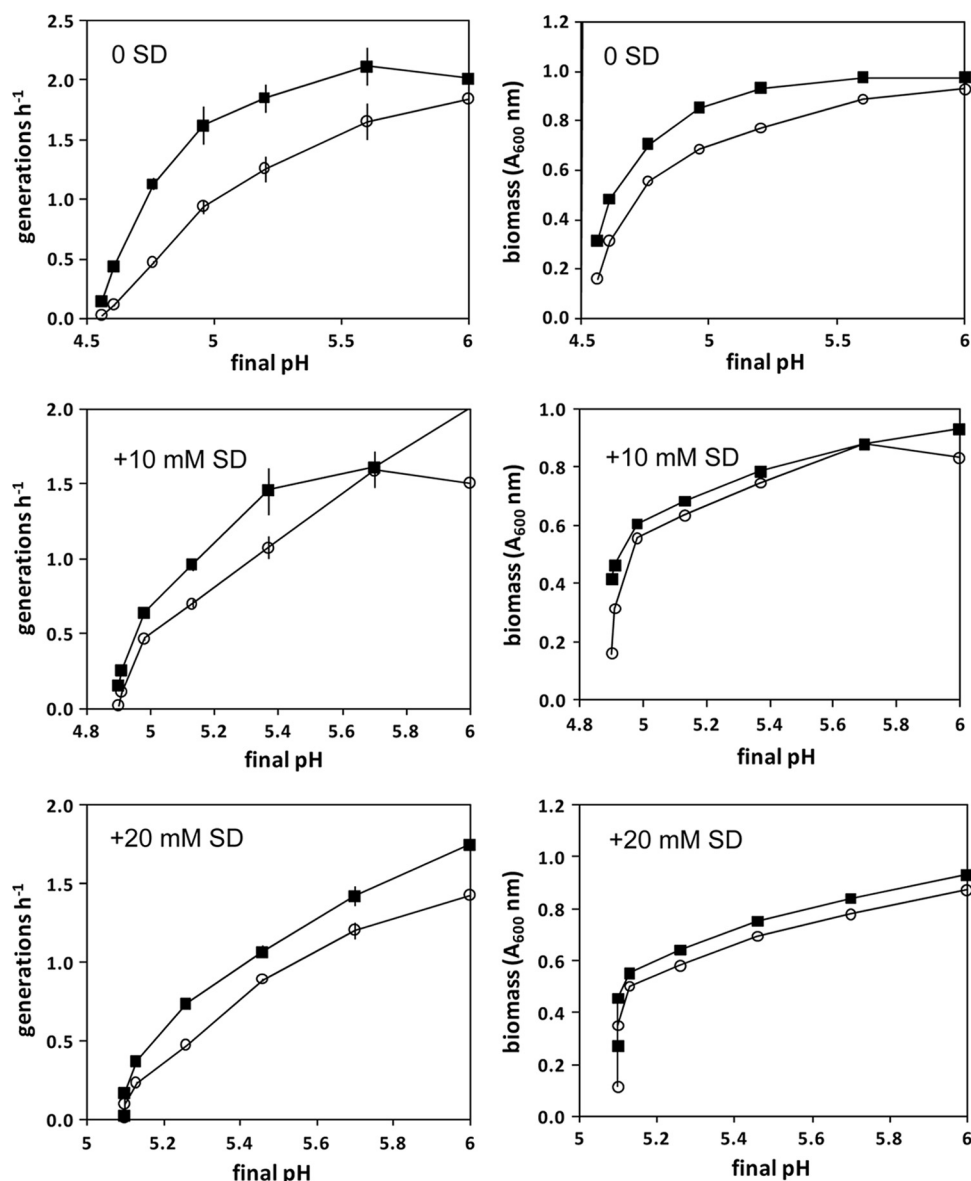 0 SD
generations h-1
2.5
2.0
1.5
1.0
0.5
0.0
4.5 5 5.5 6
final pH
0 SD
biomass (A600 nm)
1.2
1.0
0.8
0.6
0.4
0.2
0.0
4.5 5 5.5 6
final pH
+10 mM SD
generations h-1
2.0
1.5
1.0
0.5
0.0
4.8 5 5.2 5.4 5.6 5.8 6
final pH
+10 mM SD
biomass (A600 nm)
1.0
0.8
0.6
0.4
0.2
0.0
4.8 5 5.2 5.4 5.6 5.8 6
final pH
+20 mM SD
generations h-1
2.0
1.5
1.0
0.5
0.0
5 5.2 5.4 5.6 5.8 6
final pH
+20 mM SD
biomass (A600 nm)
1.2
1.0
0.8
0.6
0.4
0.2
0.0
5 5.2 5.4 5.6 5.8 6
final pH